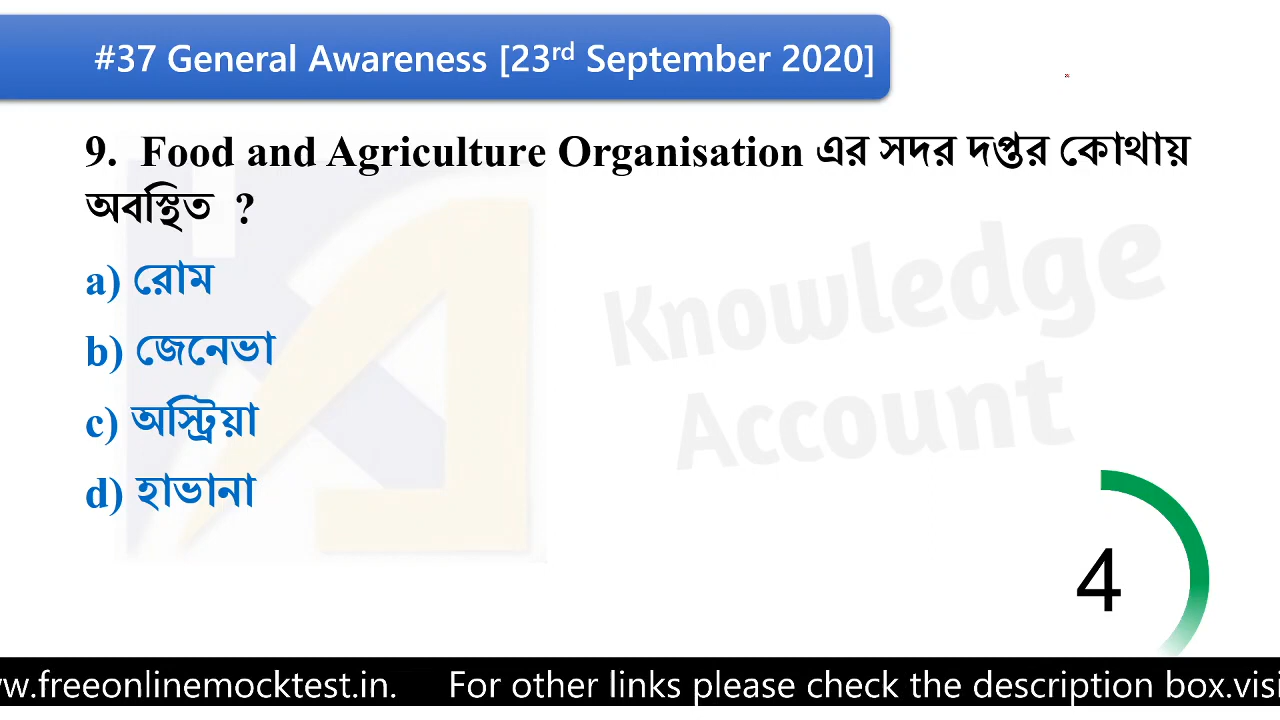 #37 General Awareness [23rd September 2020]
9. Food and Agriculture Organisation এর সদর দপ্তর কোথায়
অবস্থিত ?
a) রোম
b) জেনেভা
c) অস্ট্রিয়া
d) হাভানা
Knowledge
Account
4
w.freeonlinemocktest.in. For other links please check the description box.visi